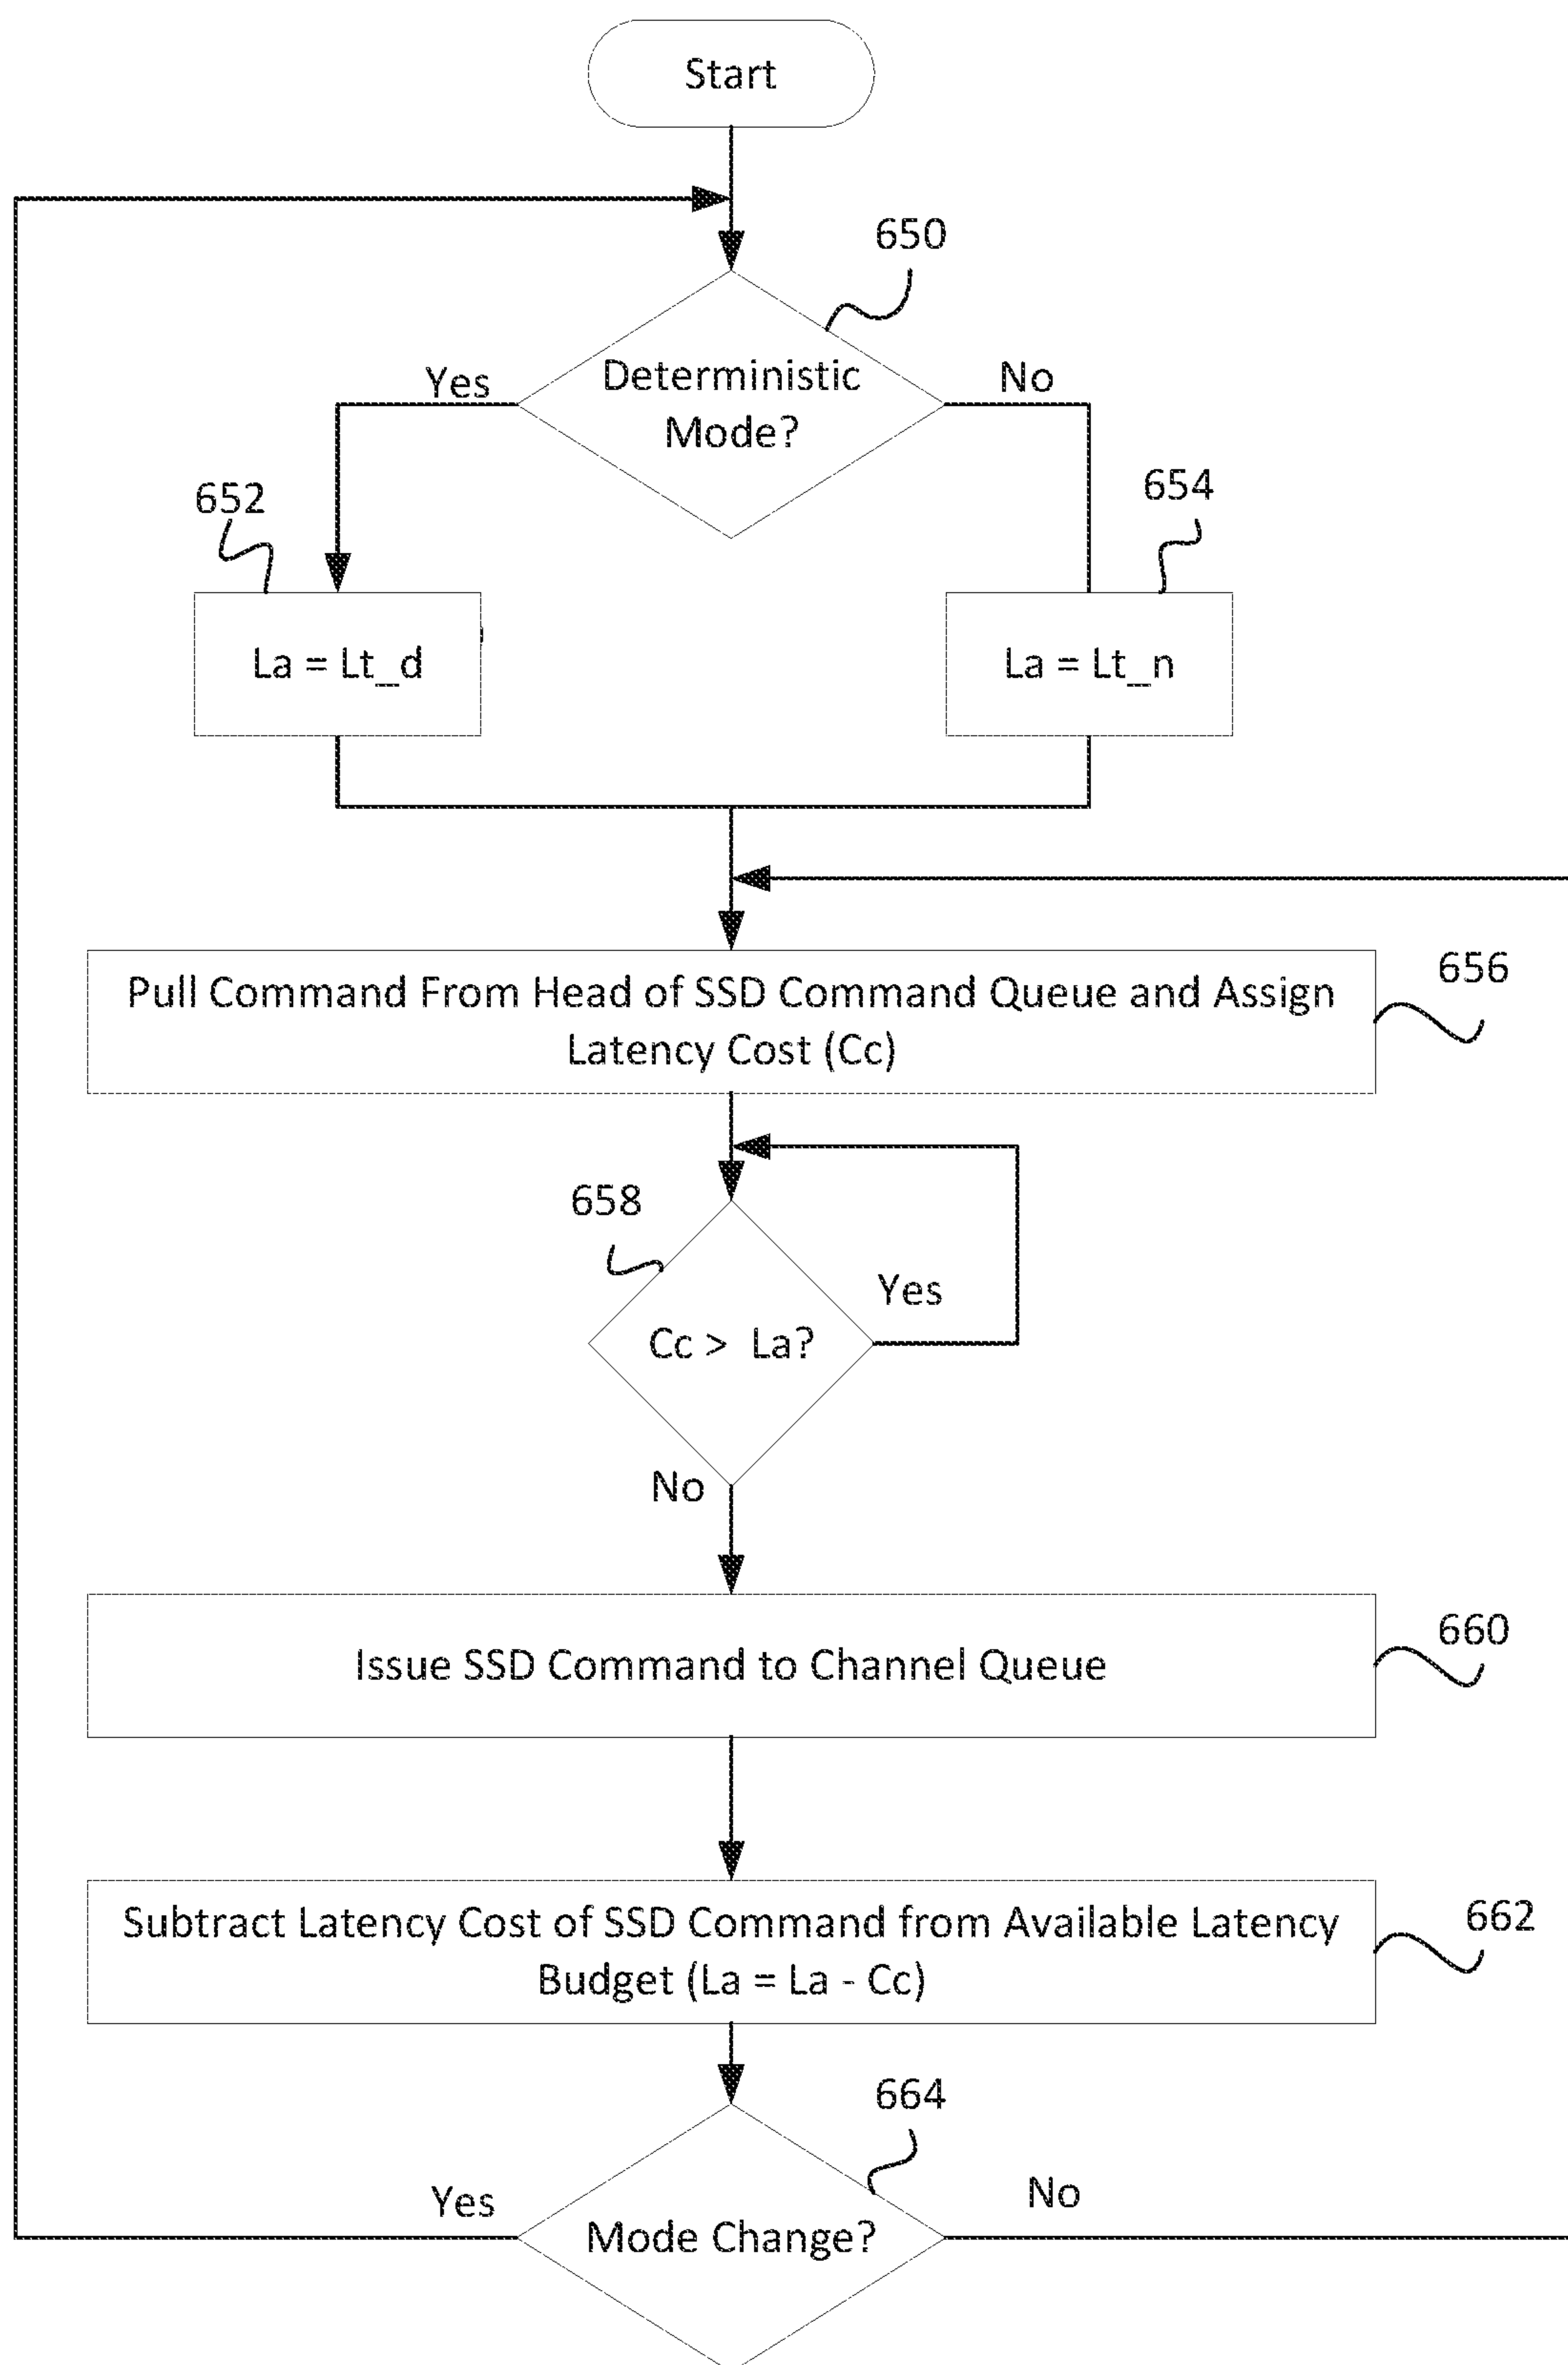 Start
650
Deterministic
Mode?
Yes
No
652
654
La = Lt_d
La = Lt_n
656
Pull Command From Head of SSD Command Queue and Assign
Latency Cost (Cc)
658
Yes
Cc > La?
No
660
Issue SSD Command to Channel Queue
662
Subtract Latency Cost of SSD Command from Available Latency
Budget (La = La - Cc)
664
Yes
No
Mode Change?